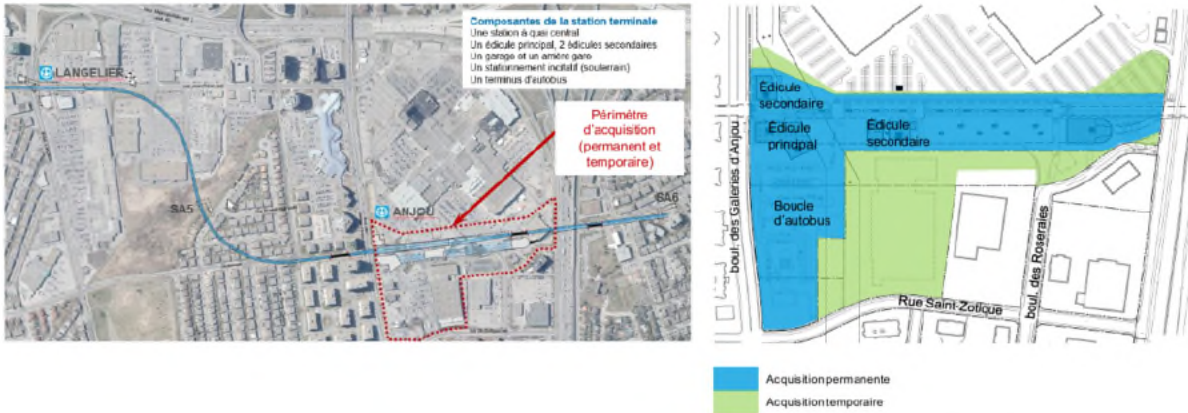 Composantes de la station terminale
Une station à quai central
Un édicule principal, 2 édicules secondaires
Un garage et un arrière gare
Un stationnement incitatif (souterrain)
Un terminus d'autobus
LANGELIER
Périmètre
d'acquisition
(permanent et
temporaire)
SA5
ANJOU
SA6
Édicule
secondaire
Édicule
principal
Édicule
secondaire
Boucle
d'autobus
boul. des Galeries d'Anjou
boul. des Roseraies
Rue Saint-Zotique
Acquisition permanente
Acquisition temporaire